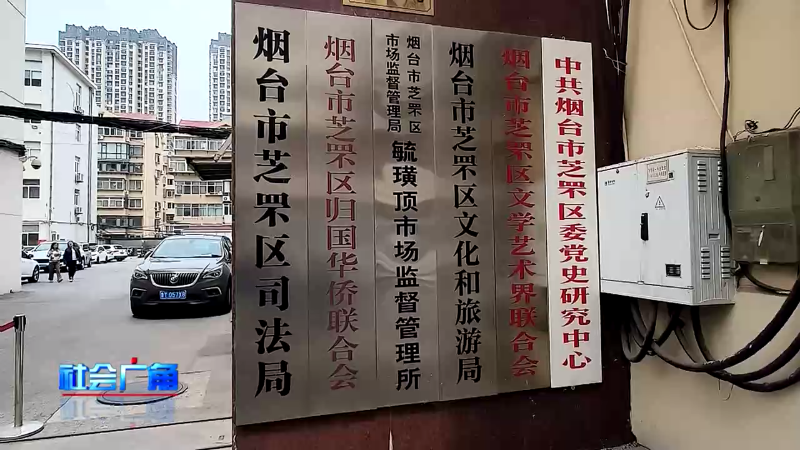 烟台市芝罘区司法局
烟台市芝罘区归国华侨联合会
烟台市芝罘区
市场监督管理局
毓璜顶市场监督管理所
烟台市芝罘区文化和旅游局
烟台市芝罘区文学艺术界联合会
中共烟台市芝罘区委党史研究中心
社会广角